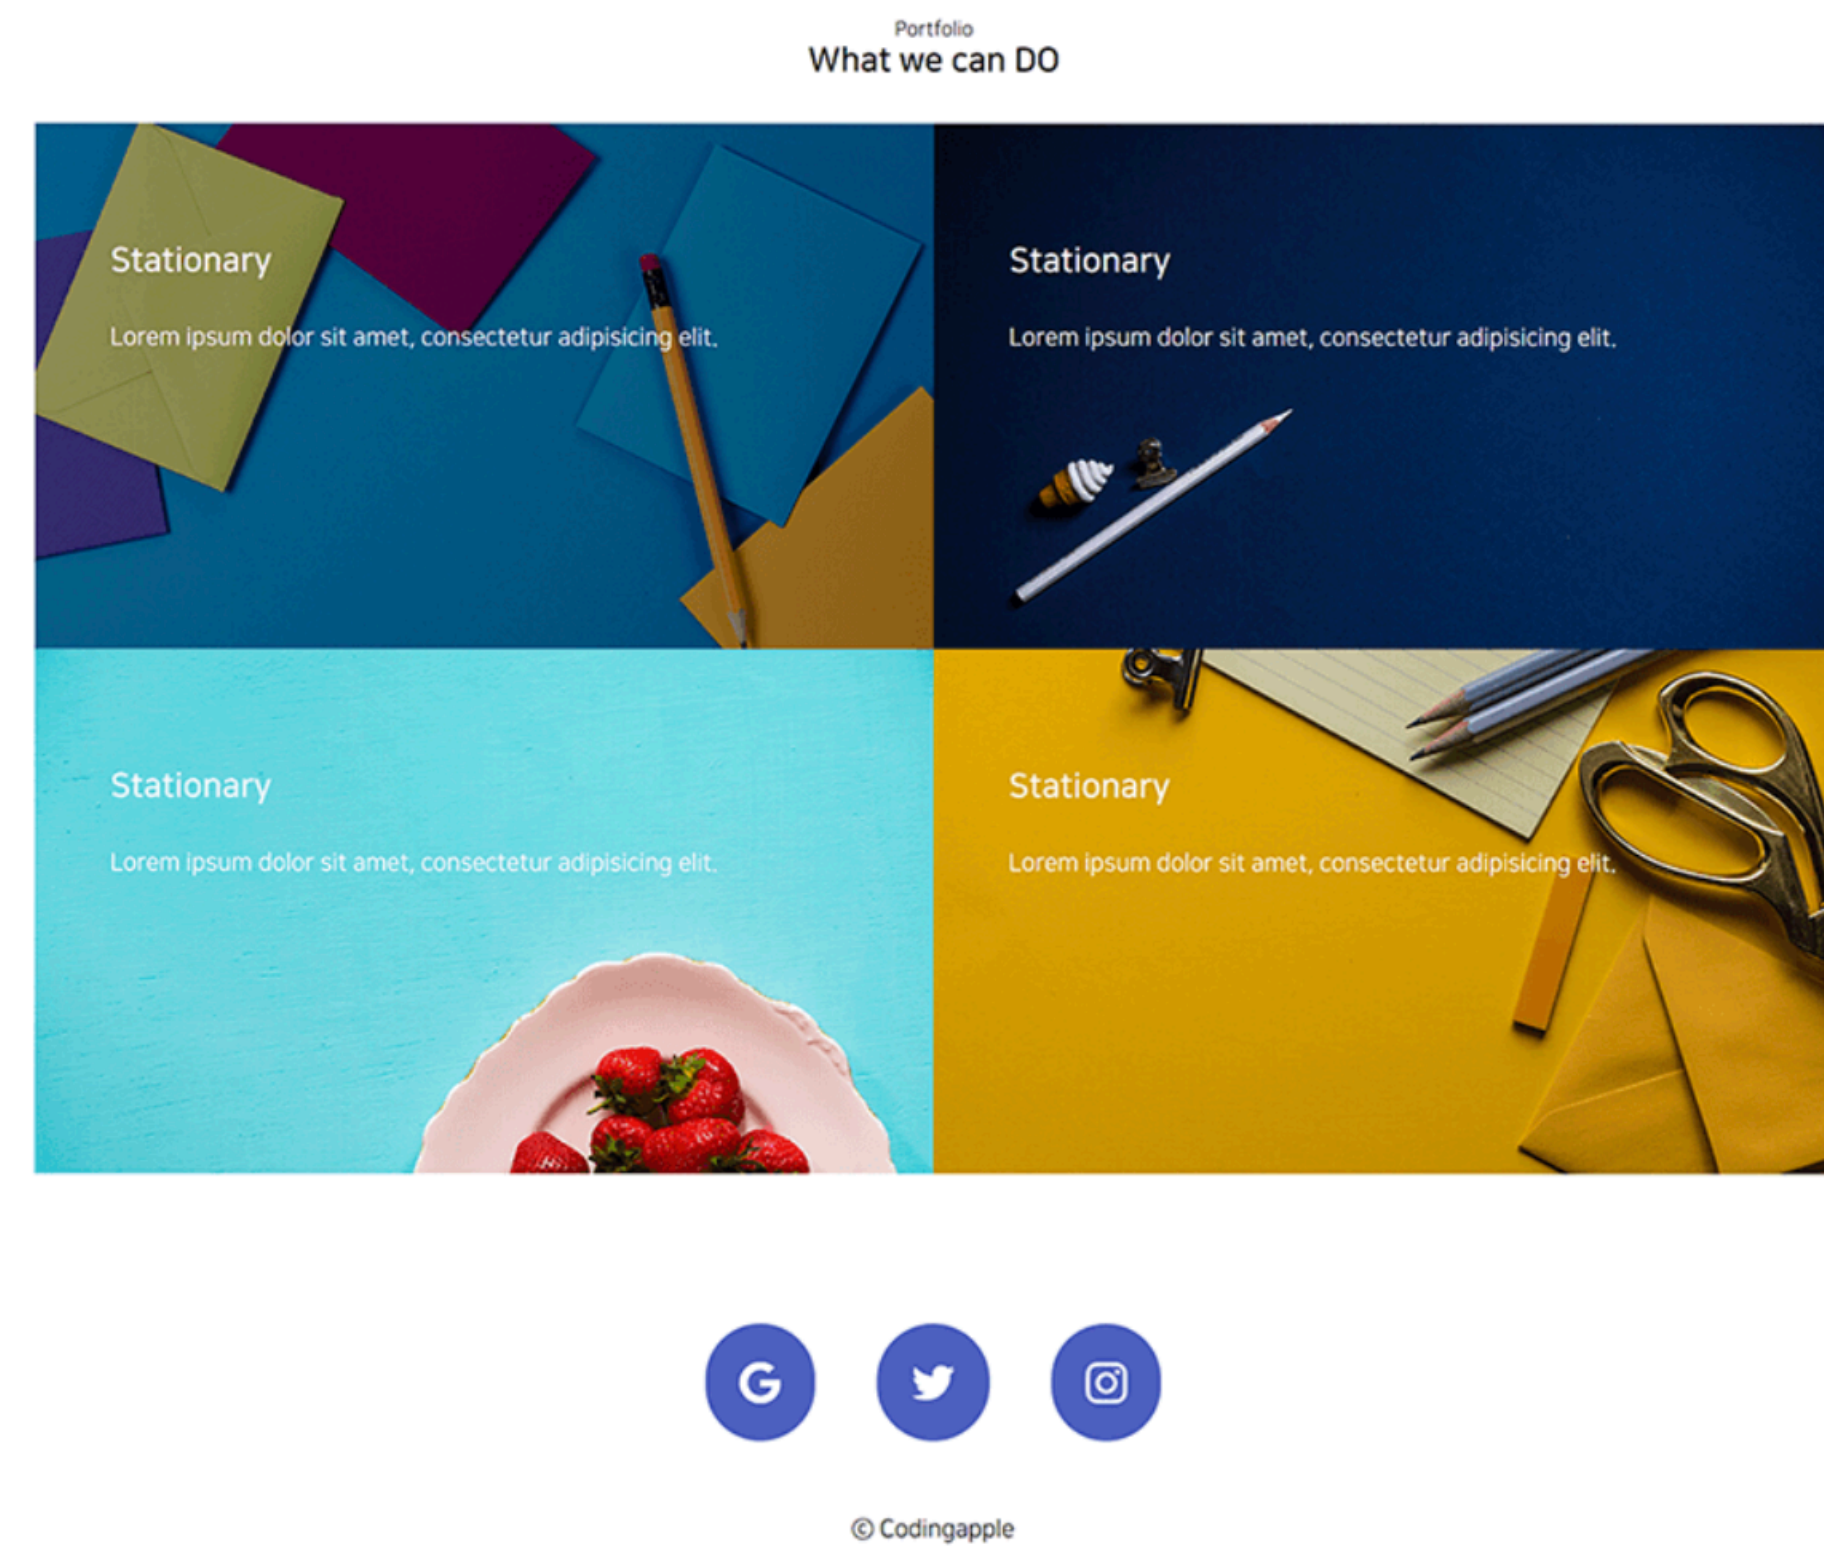 Portfolio
What we can DO
Stationary
Lorem ipsum dolor sit amet, consectetur adipisicing elit.
Stationary
Lorem ipsum dolor sit amet, consectetur adipisicing elit.
Stationary
Lorem ipsum dolor sit amet, consectetur adipisicing elit.
Stationary
Lorem ipsum dolor sit amet, consectetur adipisicing elit.
G
© Codingapple